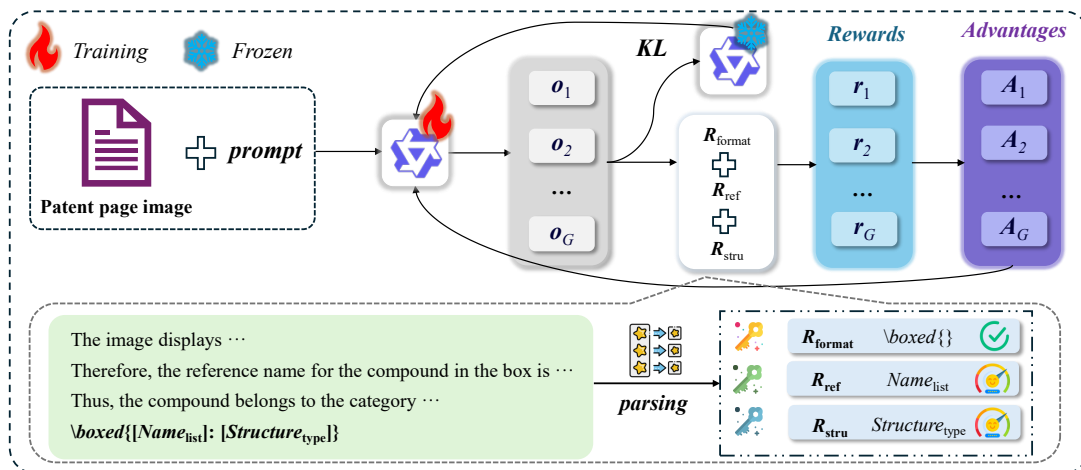 Training
Frozen
KL
Rewards
Advantages
Patent page image
prompt
o1
o2
...
oG
Rformat
Rref
Rstru
r1
r2
...
rG
A1
A2
...
AG
The image displays ···
Therefore, the reference name for the compound in the box is ···
Thus, the compound belongs to the category ···
\boxed{[Namelist]: [Structuretype]}
parsing
Rformat \boxed{}
Rref Namelist
Rstru Structuretype